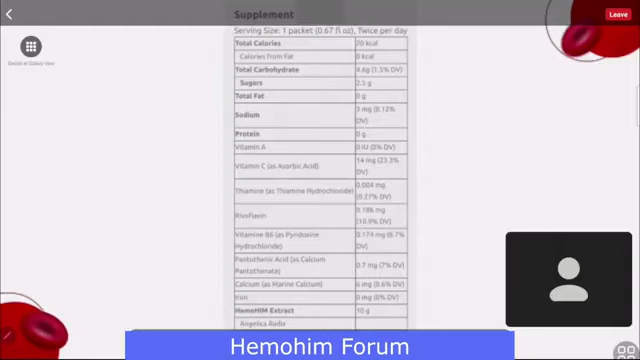 Supplement
Leave
Serving Size: 1 packet (0.67 fl oz), Twice per day
Total Calories 20 kcal
Calories from Fat 0 kcal
Total Carbohydrate 4.6g (1.5% DV)
Sugars 2.5 g
Total Fat 0 g
Sodium 3 mg (0.12% DV)
Protein 0 g
Vitamin A 0 IU (0% DV)
Vitamin C (as Ascorbic Acid) 14 mg (23.3% DV)
Thiamine (as Thiamine Hydrochloride) 0.004 mg (0.27% DV)
Rivoflavin 0.186 mg (10.9% DV)
Vitamine B6 (as Pyridoxine Hydrochloride) 0.174 mg (8.7% DV)
Pantothenic Acid (as Calcium Pantothenate) 0.7 mg (7% DV)
Calcium (as Marine Calcium) 6 mg (0.6% DV)
Iron 0 mg (0% DV)
HemoHIM Extract 10 g
Angelica Radix
Hemohim Forum